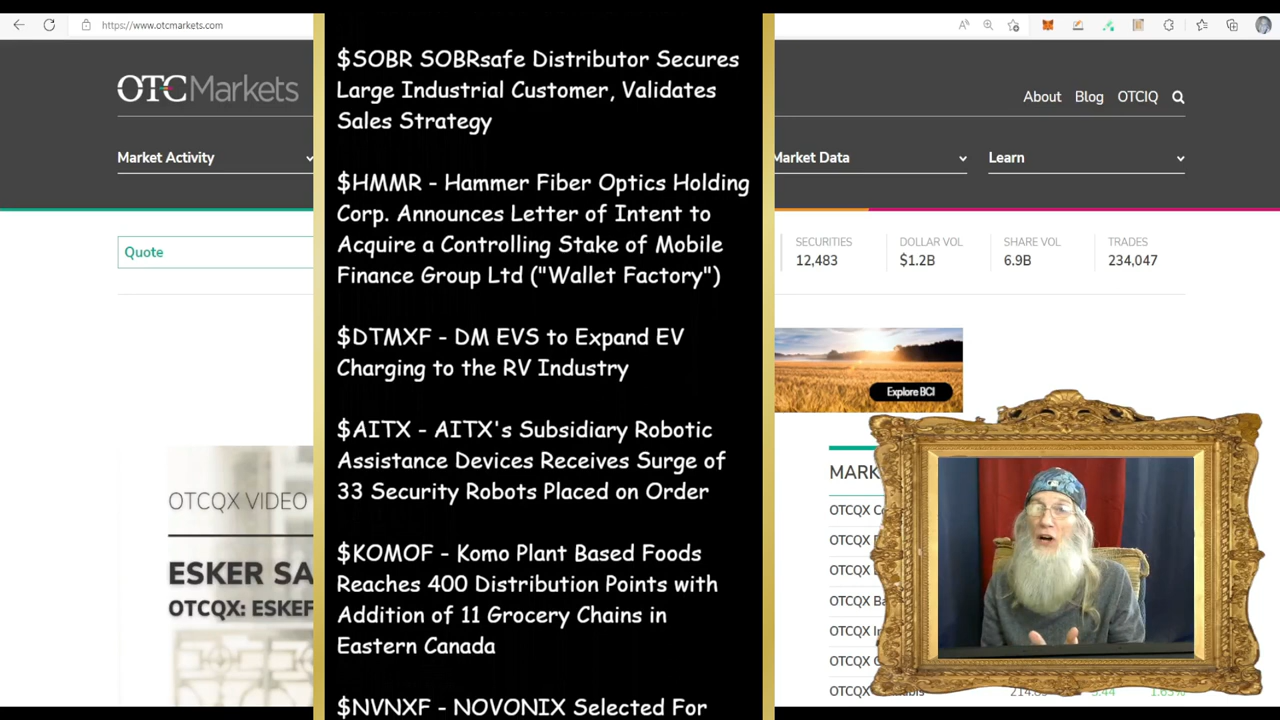 https://www.otcmarkets.com
OTCMarkets
About Blog OTCIQ
Market Activity
Market Data
Learn
Quote
SECURITIES
12,483
DOLLAR VOL
$1.2B
SHARE VOL
6.9B
TRADES
234,047
$SOBR SOBRsafe Distributor Secures
Large Industrial Customer, Validates
Sales Strategy
$HMMR - Hammer Fiber Optics Holding
Corp. Announces Letter of Intent to
Acquire a Controlling Stake of Mobile
Finance Group Ltd ("Wallet Factory")
$DTMXF - DM EVS to Expand EV
Charging to the RV Industry
$AITX - AITX's Subsidiary Robotic
Assistance Devices Receives Surge of
33 Security Robots Placed on Order
$KOMOF - Komo Plant Based Foods
Reaches 400 Distribution Points with
Addition of 11 Grocery Chains in
Eastern Canada
$NVNXF - NOVONIX Selected For
Explore BCI
OTCQX VIDEO
ESKER SA
OTCQX: ESKEF
MARK
OTCQX C
OTCQX
OTCQX
OTCQX Ba
OTCQX In
OTCQX
OTCQX